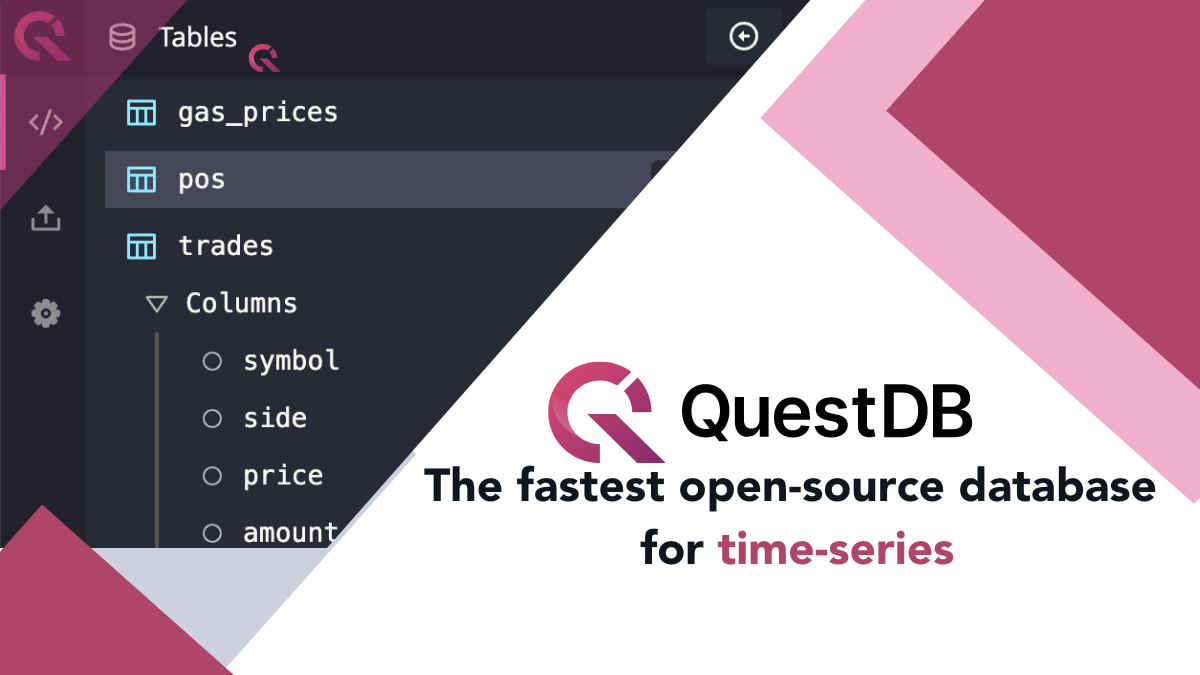 Tables
gas_prices
pos
trades
Columns
symbol
side
price
amount
QuestDB
The fastest open-source database
for time-series